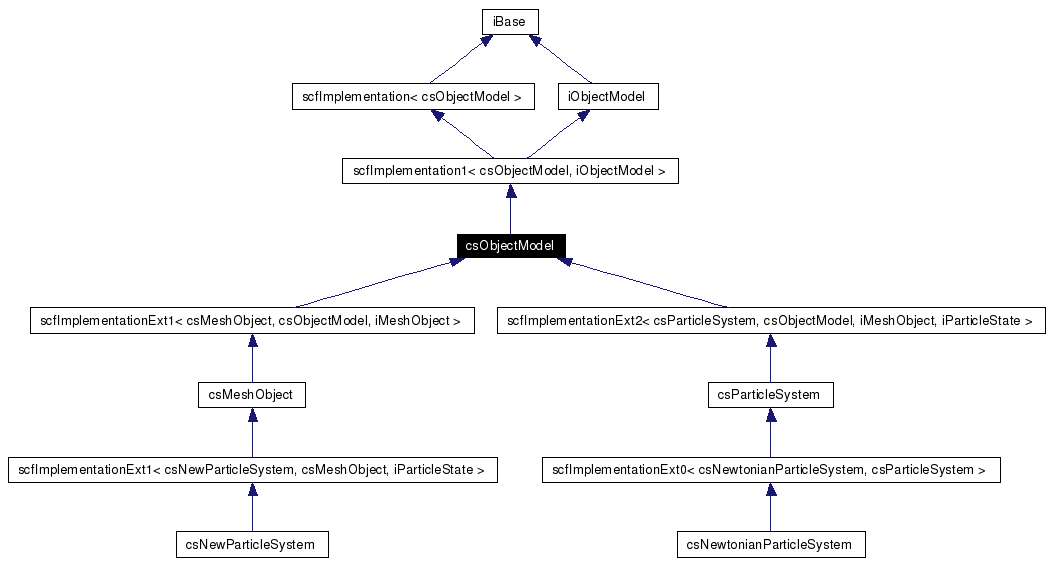 iBase
scfImplementation< csObjectModel >
iObjectModel
scfImplementation1< csObjectModel, iObjectModel >
csObjectModel
scfImplementationExt1< csMeshObject, csObjectModel, iMeshObject >
scfImplementationExt2< csParticleSystem, csObjectModel, iMeshObject, iParticleState >
csMeshObject
csParticleSystem
scfImplementationExt1< csNewParticleSystem, csMeshObject, iParticleState >
scfImplementationExt0< csNewtonianParticleSystem, csParticleSystem >
csNewParticleSystem
csNewtonianParticleSystem